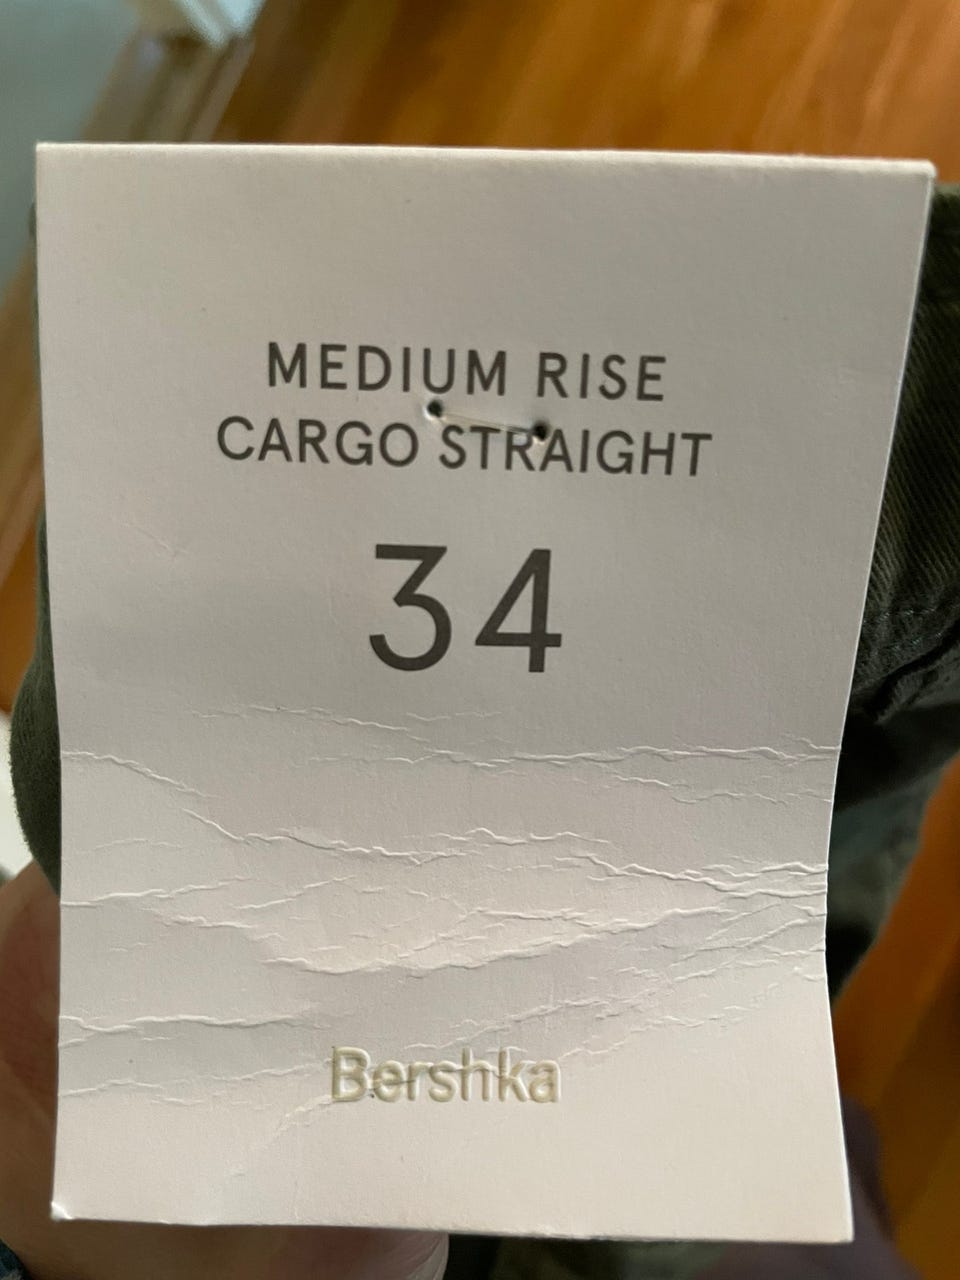 MEDIUM RISE
CARGO STRAIGHT
34
Bershka